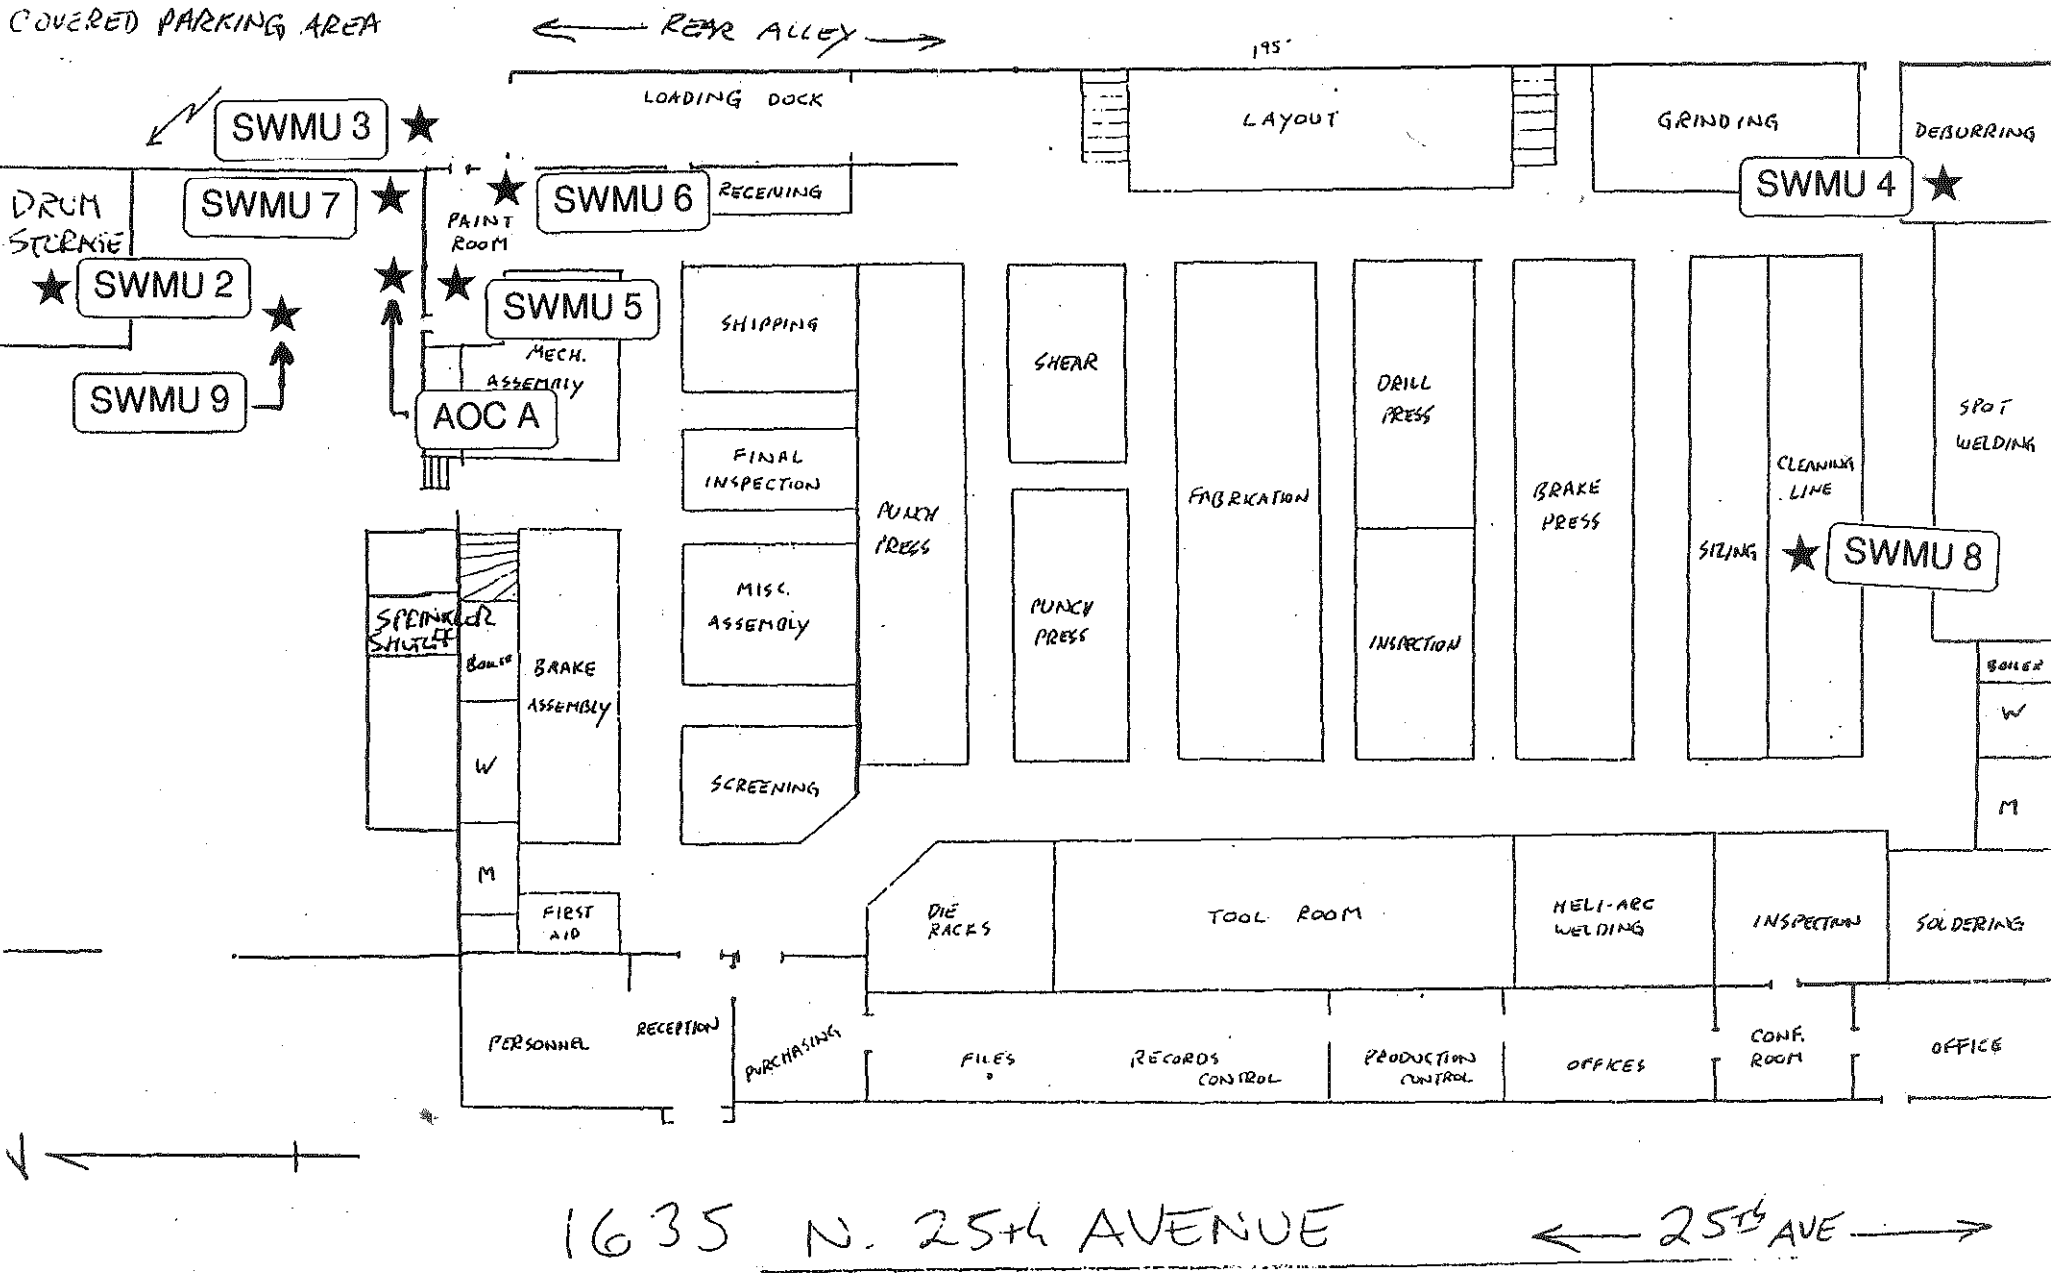 COVERED PARKING AREA
REAR ALLEY
195'
LOADING DOCK
LAYOUT
GRINDING
DEBURRING
SWMU 3
SWMU 7
SWMU 6
RECEIVING
SWMU 4
DRUM
STORAGE
PAINT
ROOM
SWMU 2
SWMU 5
SWMU 9
AOC A
MECH.
ASSEMBLY
SHIPPING
SHEAR
DRILL
PRESS
SPOT
WELDING
FINAL
INSPECTION
PUNCH
PRESS
FABRICATION
BRAKE
PRESS
CLEANING
LINE
SIZING
SWMU 8
MISC.
ASSEMBLY
PUNCH
PRESS
INSPECTION
BOILER
BRAKE
ASSEMBLY
BOILER
W
M
W
M
SCREENING
FIRST
AID
DIE
RACKS
TOOL ROOM
HELI-ARC
WELDING
INSPECTION
SOLDERING
PERSONNEL
RECEPTION
PURCHASING
FILES
RECORDS
CONTROL
PRODUCTION
CONTROL
OFFICES
CONF.
ROOM
OFFICE
1635 N. 25th AVENUE
25th AVE